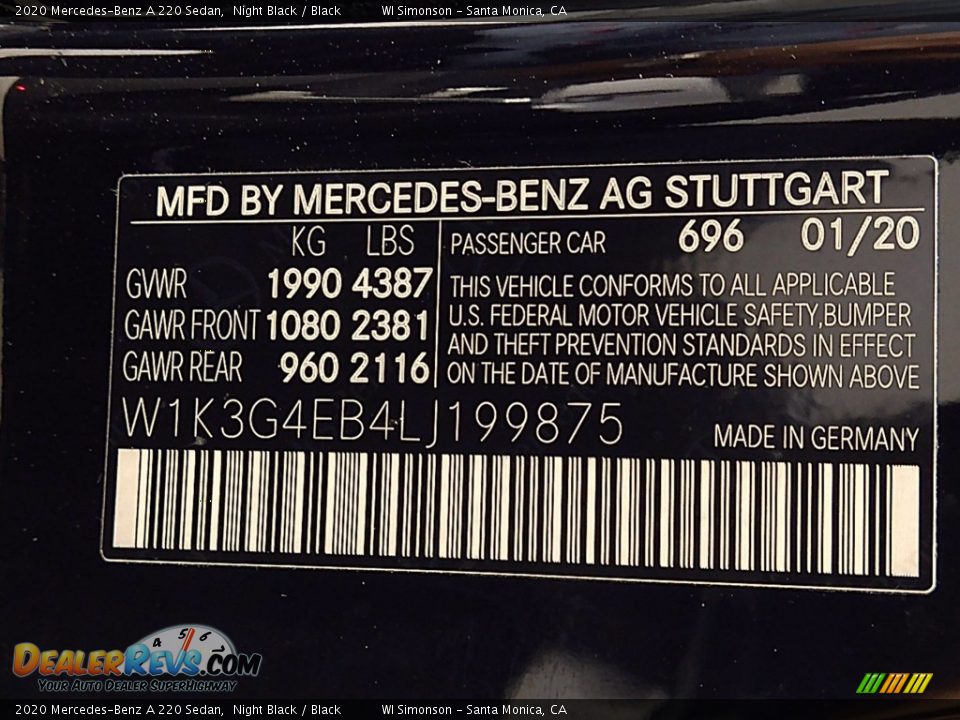 2020 Mercedes-Benz A 220 Sedan,  Night Black / Black        WI Simonson - Santa Monica, CA
MFD BY MERCEDES-BENZ AG STUTTGART
KG LBS
GVWR 1990 4387
GAWR FRONT 1080 2381
GAWR REAR 960 2116
PASSENGER CAR 696 01/20
THIS VEHICLE CONFORMS TO ALL APPLICABLE
U.S. FEDERAL MOTOR VEHICLE SAFETY,BUMPER
AND THEFT PREVENTION STANDARDS IN EFFECT
ON THE DATE OF MANUFACTURE SHOWN ABOVE
W1K3G4EB4LJ199875
MADE IN GERMANY
4 5 6
DEALERREVS.COM
YOUR AUTO DEALER SUPERHIGHWAY
2020 Mercedes-Benz A 220 Sedan,  Night Black / Black        WI Simonson - Santa Monica, CA